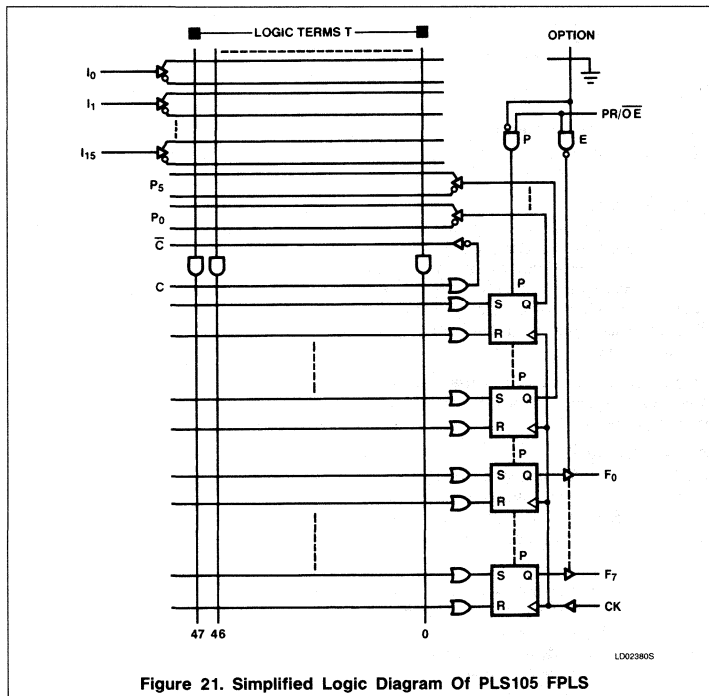 LOGIC TERMS T
OPTION
I0
I1
PR/OE
P E
I15
P5
P0
C
C
P
S Q
R
P
S Q
R
P
S Q F0
R
P
S Q F7
R CK
47 46 0
LD02380S
Figure 21. Simplified Logic Diagram Of PLS105 FPLS